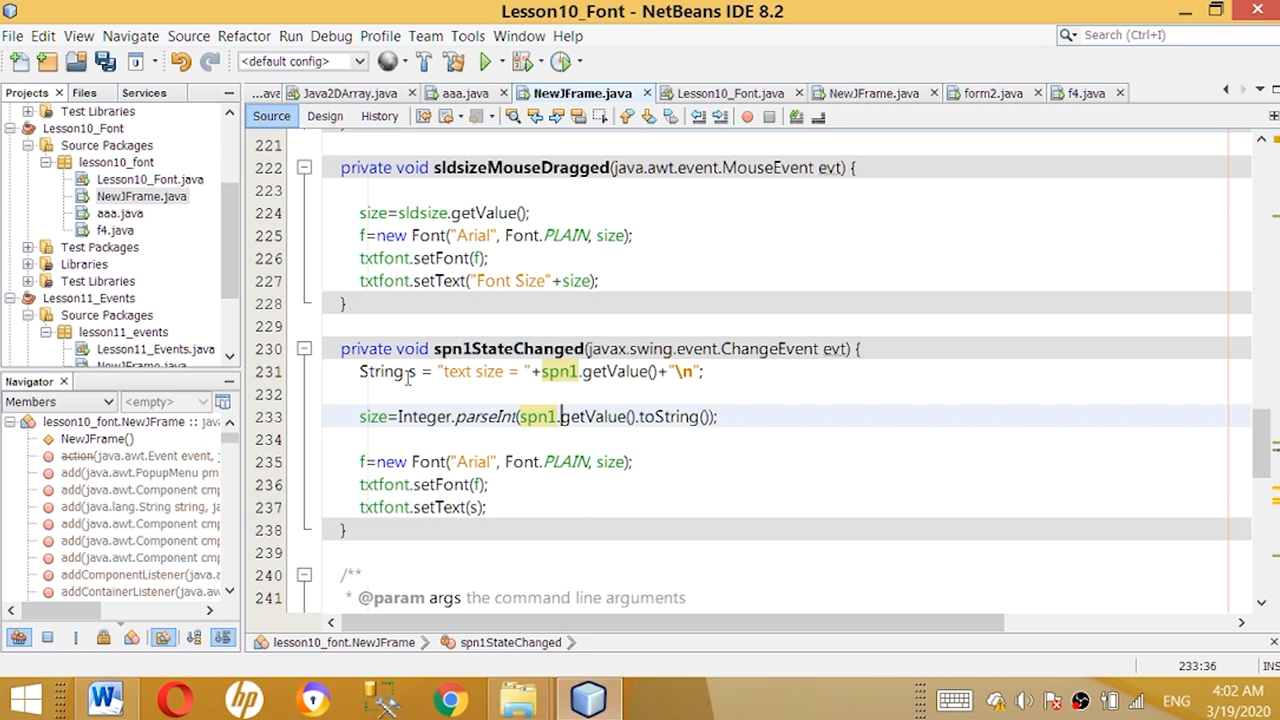 Lesson10_Font - NetBeans IDE 8.2
File Edit View Navigate Source Refactor Run Debug Profile Team Tools Window Help
Search (Ctrl+I)
<default config>
Projects Files Services
...ava Java2DArray.java aaa.java NewJFrame.java Lesson10_Font.java NewJFrame.java form2.java f4.java
Source Design History
Test Libraries
Lesson10_Font
Source Packages
lesson10_font
Lesson10_Font.java
NewJFrame.java
aaa.java
f4.java
Test Packages
Libraries
Test Libraries
Lesson11_Events
Source Packages
lesson11_events
Lesson11_Events.java
NewJFrame.java
Navigator
Members <empty>
lesson10_font.NewJFrame :: java
NewJFrame()
action(java.awt.Event event, j
add(java.awt.PopupMenu pm
add(java.awt.Component cmp
add(java.lang.String string, ja
add(java.awt.Component cmp
add(java.awt.Component cmp
add(java.awt.Component cmp
addComponentListener(java.a
addContainerListener(java.aw
221
222 private void sldsizeMouseDragged(java.awt.event.MouseEvent evt) {
223
224 size=sldsize.getValue();
225 f=new Font("Arial", Font.PLAIN, size);
226 txtfont.setFont(f);
227 txtfont.setText("Font Size"+size);
228 }
229
230 private void spn1StateChanged(javax.swing.event.ChangeEvent evt) {
231 String s = "text size = "+spn1.getValue()+"\n";
232
233 size=Integer.parseInt(spn1.getValue().toString());
234
235 f=new Font("Arial", Font.PLAIN, size);
236 txtfont.setFont(f);
237 txtfont.setText(s);
238 }
239
240 /**
241 * @param args the command line arguments
lesson10_font.NewJFrame spn1StateChanged
233:36 INS
ENG
4:02 AM
3/19/2020